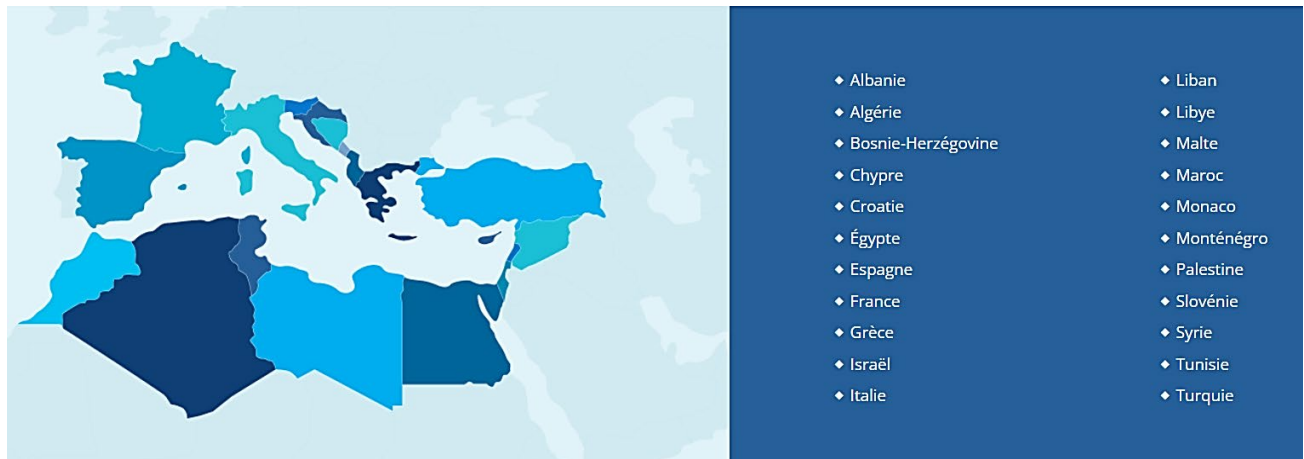 Albanie
Algérie
Bosnie-Herzégovine
Chypre
Croatie
Égypte
Espagne
France
Grèce
Israël
Italie
Liban
Libye
Malte
Maroc
Monaco
Monténégro
Palestine
Slovénie
Syrie
Tunisie
Turquie